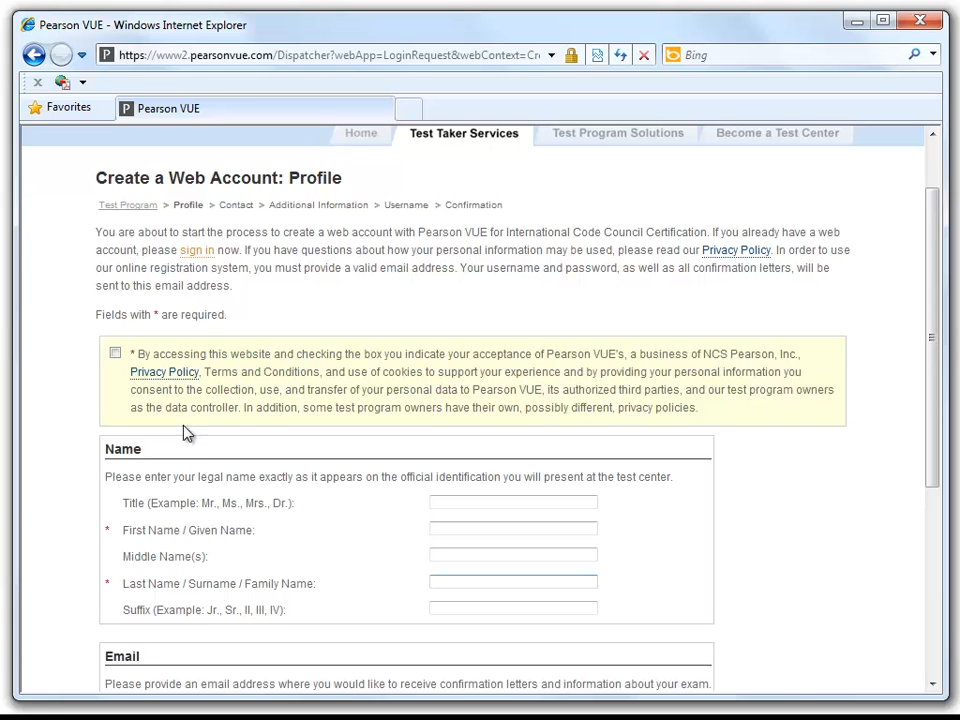 Pearson VUE - Windows Internet Explorer
https://www2.pearsonvue.com/Dispatcher?webApp=LoginRequest&webContext=Cr
Bing
Favorites
Pearson VUE
Home
Test Taker Services
Test Program Solutions
Become a Test Center
Create a Web Account: Profile
Test Program > Profile > Contact > Additional Information > Username > Confirmation
You are about to start the process to create a web account with Pearson VUE for International Code Council Certification. If you already have a web
account, please sign in now. If you have questions about how your personal information may be used, please read our Privacy Policy. In order to use
our online registration system, you must provide a valid email address. Your username and password, as well as all confirmation letters, will be
sent to this email address.
Fields with * are required.
* By accessing this website and checking the box you indicate your acceptance of Pearson VUE's, a business of NCS Pearson, Inc.,
Privacy Policy, Terms and Conditions, and use of cookies to support your experience and by providing your personal information you
consent to the collection, use, and transfer of your personal data to Pearson VUE, its authorized third parties, and our test program owners
as the data controller. In addition, some test program owners have their own, possibly different, privacy policies.
Name
Please enter your legal name exactly as it appears on the official identification you will present at the test center.
Title (Example: Mr., Ms., Mrs., Dr.):
* First Name / Given Name:
Middle Name(s):
* Last Name / Surname / Family Name:
Suffix (Example: Jr., Sr., II, III, IV):
Email
Please provide an email address where you would like to receive confirmation letters and information about your exam.